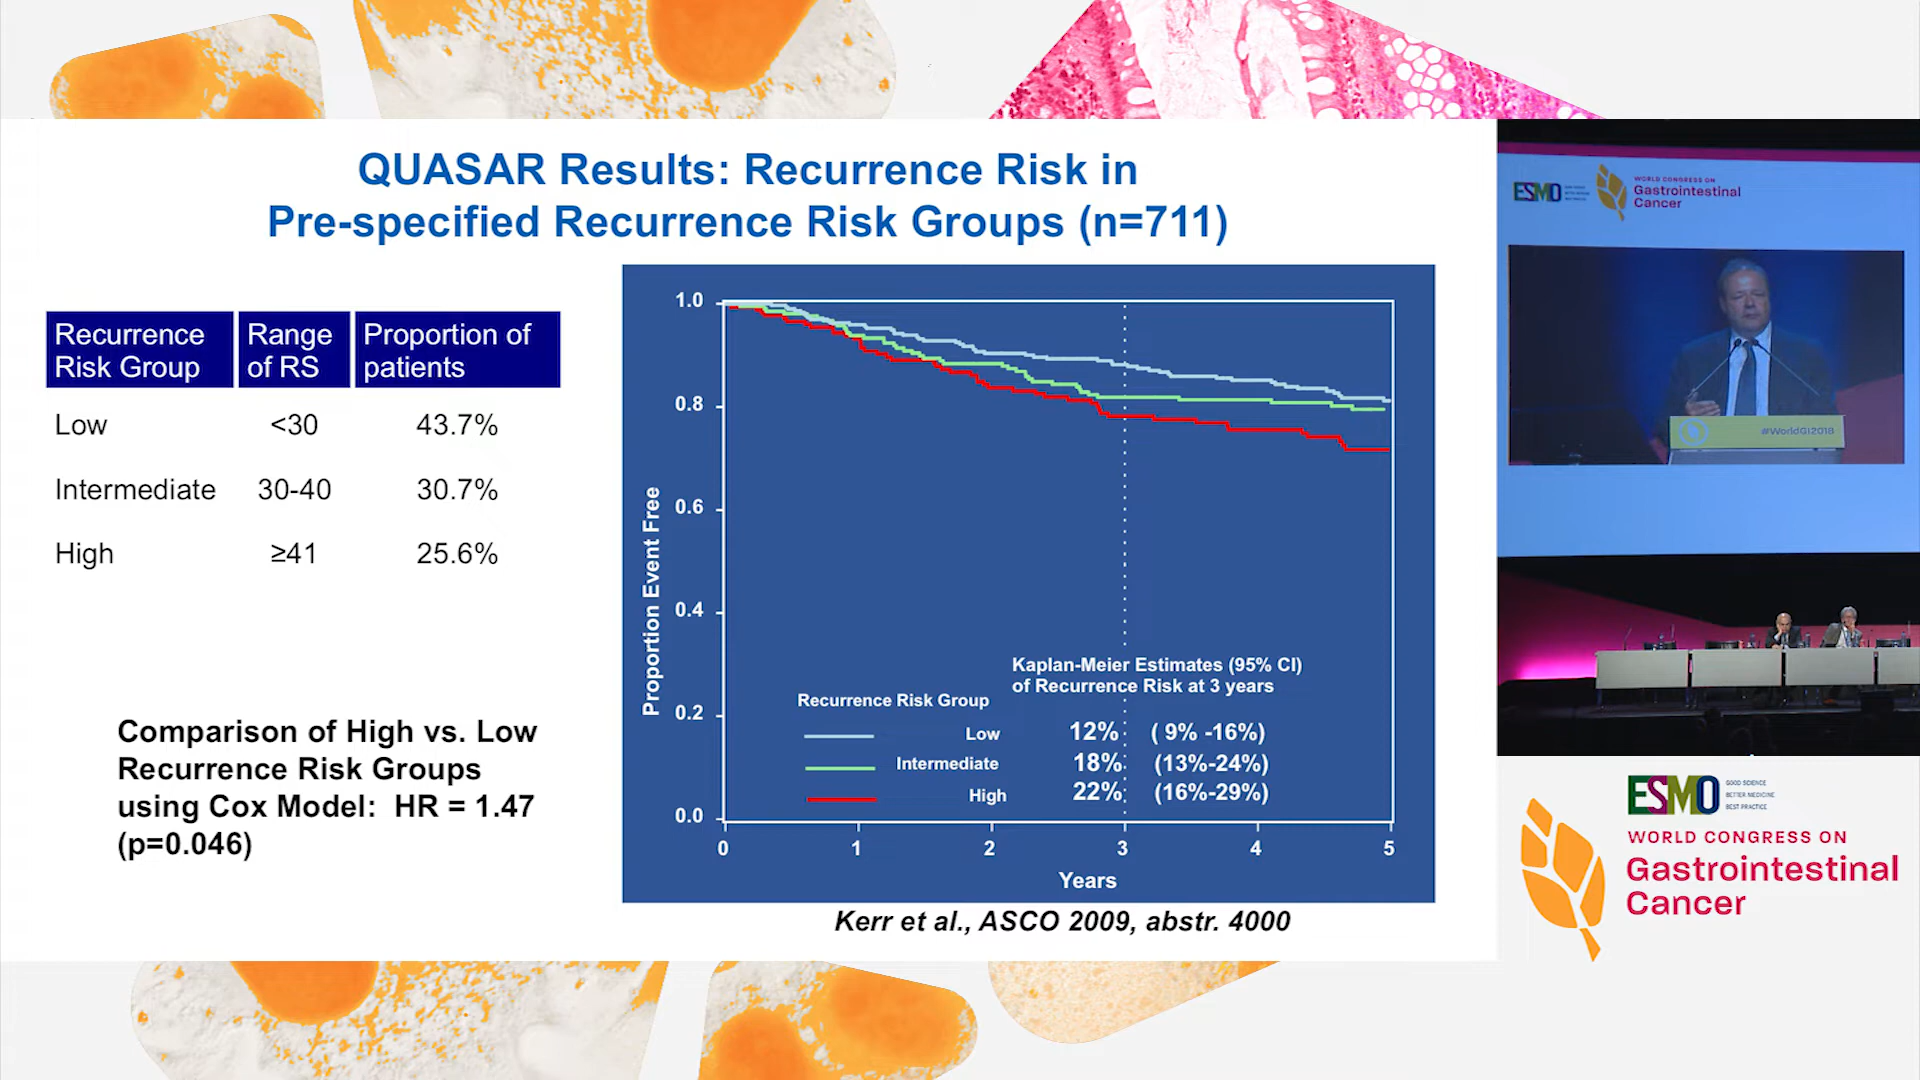 QUASAR Results: Recurrence Risk in
Pre-specified Recurrence Risk Groups (n=711)
Recurrence Risk Group
Range of RS
Proportion of patients
Low <30 43.7%
Intermediate 30-40 30.7%
High ≥41 25.6%
Comparison of High vs. Low
Recurrence Risk Groups
using Cox Model: HR = 1.47
(p=0.046)
Proportion Event Free
1.0
0.8
0.6
0.4
0.2
0.0
Kaplan-Meier Estimates (95% CI)
of Recurrence Risk at 3 years
Recurrence Risk Group
Low 12% ( 9% -16%)
Intermediate 18% (13%-24%)
High 22% (16%-29%)
0 1 2 3 4 5
Years
Kerr et al., ASCO 2009, abstr. 4000
ESMO
WORLD CONGRESS ON
Gastrointestinal
Cancer
#WorldGI2018
ESMO
GOOD SCIENCE
BETTER MEDICINE
BEST PRACTICE
WORLD CONGRESS ON
Gastrointestinal
Cancer